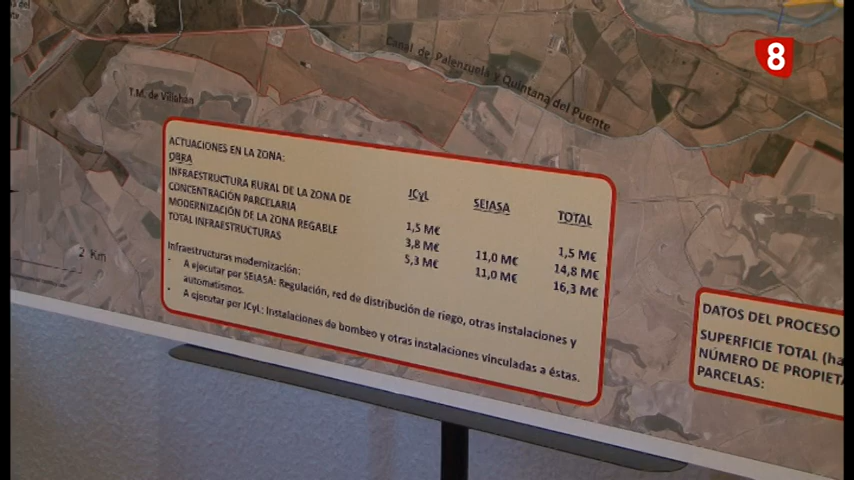 8
Canal de Palenzuela y Quintana del Puente
T.M. de Villahan
ACTUACIONES EN LA ZONA:
OBRA JCyL SEIASA TOTAL
INFRAESTRUCTURA RURAL DE LA ZONA DE
CONCENTRACIÓN PARCELARIA 1,5 M€ 1,5 M€
MODERNIZACIÓN DE LA ZONA REGABLE 3,8 M€ 11,0 M€ 14,8 M€
TOTAL INFRAESTRUCTURAS 5,3 M€ 11,0 M€ 16,3 M€
Infraestructuras modernización:
- A ejecutar por SEIASA: Regulación, red de distribución de riego, otras instalaciones y
automatismos.
- A ejecutar por JCyL: Instalaciones de bombeo y otras instalaciones vinculadas a éstas.
2 Km
DATOS DEL PROCESO
SUPERFICIE TOTAL (ha
NÚMERO DE PROPIETA
PARCELAS: